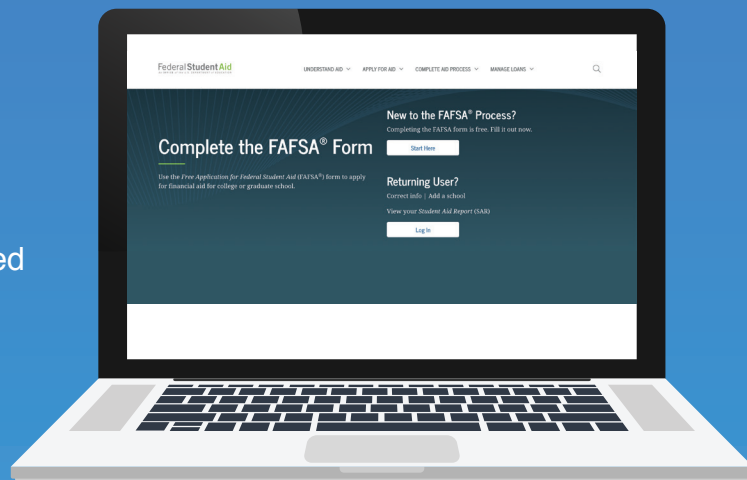 Federal Student Aid
UNDERSTAND AID APPLY FOR AID COMPLETE AID PROCESS MANAGE LOANS
Complete the FAFSA® Form
Use the Free Application for Federal Student Aid (FAFSA®) form to apply
for financial aid for college or graduate school.
New to the FAFSA® Process?
Completing the FAFSA form is free. Fill it out now.
Start Here
Returning User?
Correct info | Add a school
View your Student Aid Report (SAR)
Log In
ed